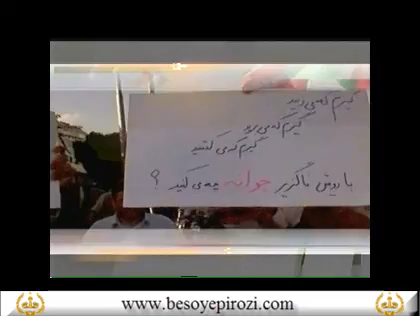 گیرم که می زنید
گیرم که می برید
گیرم که می کشید
با رویش ناگزیر جوانه چه می کنید ؟
www.besoyepirozi.com